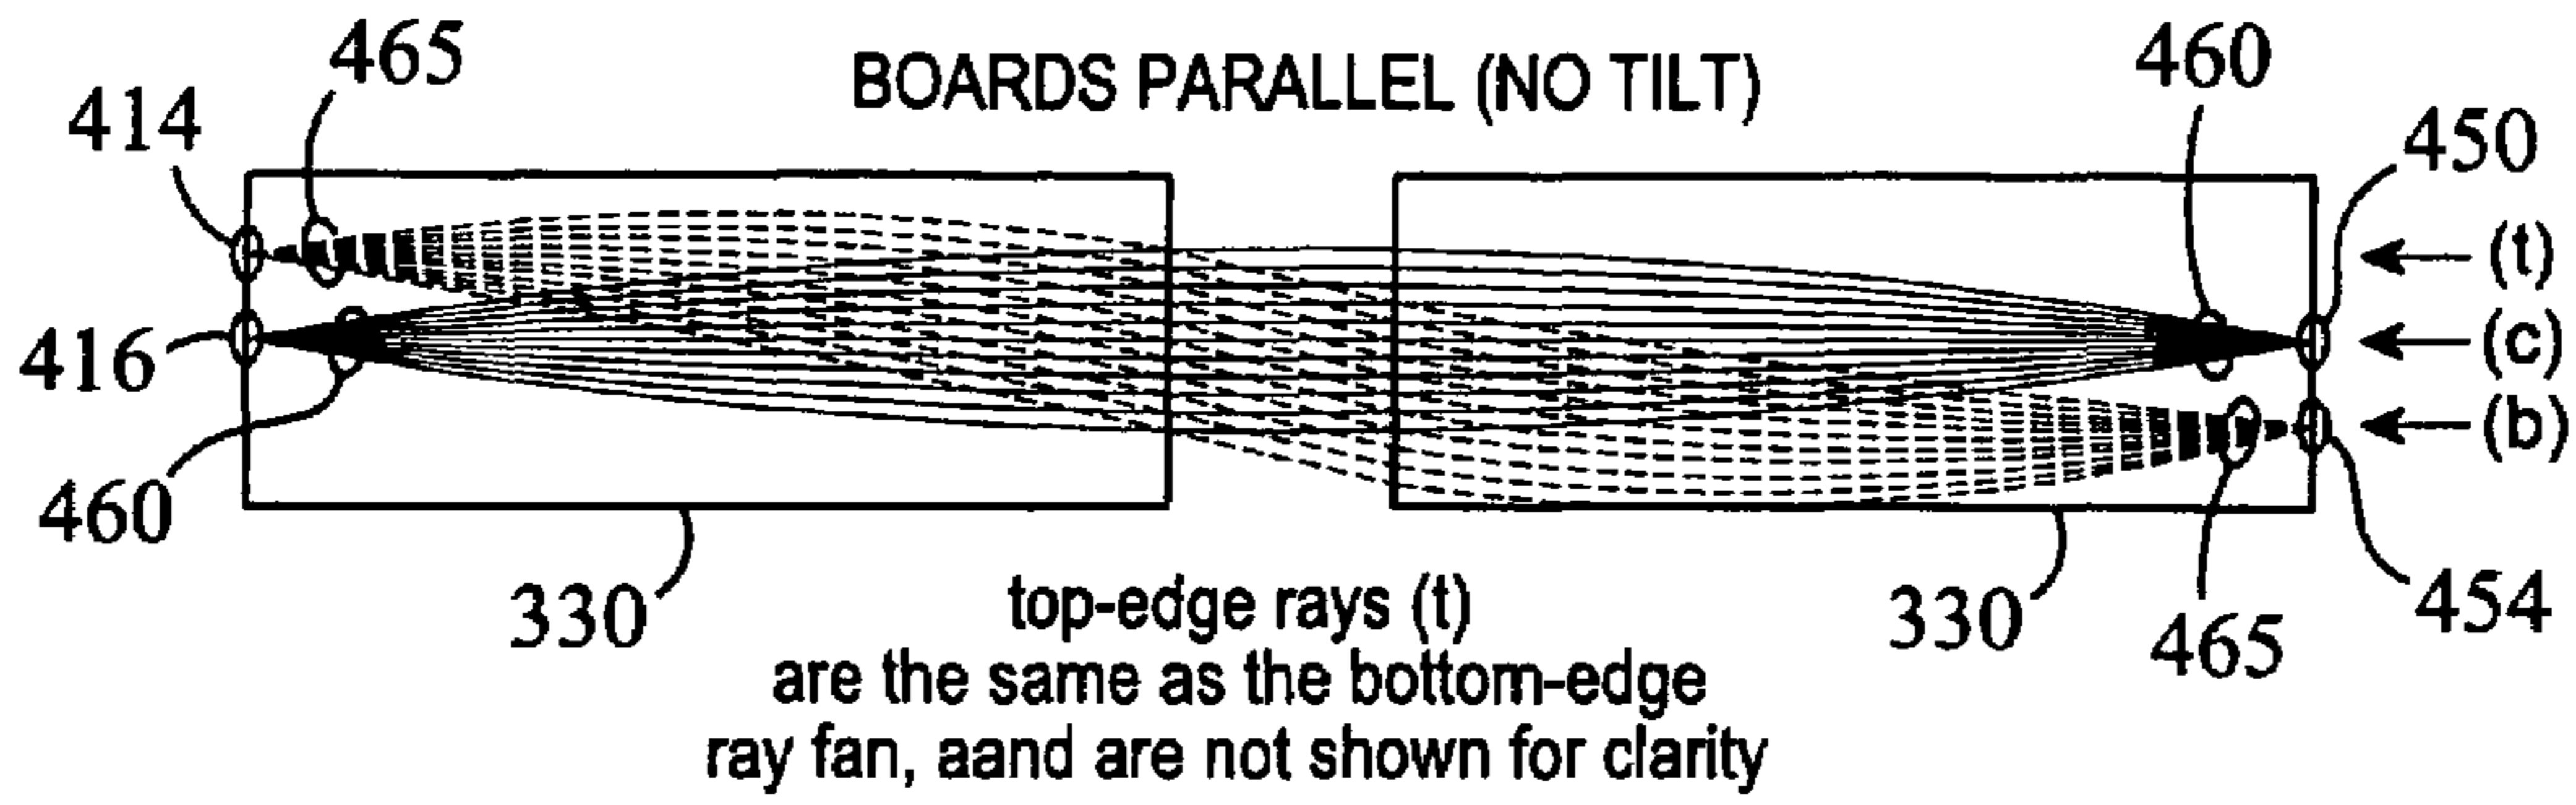 465
BOARDS PARALLEL (NO TILT)
460
414
450
(t)
416
(c)
460
(b)
330
top-edge rays (t)
330
465
454
are the same as the bottom-edge
ray fan, aand are not shown for clarity